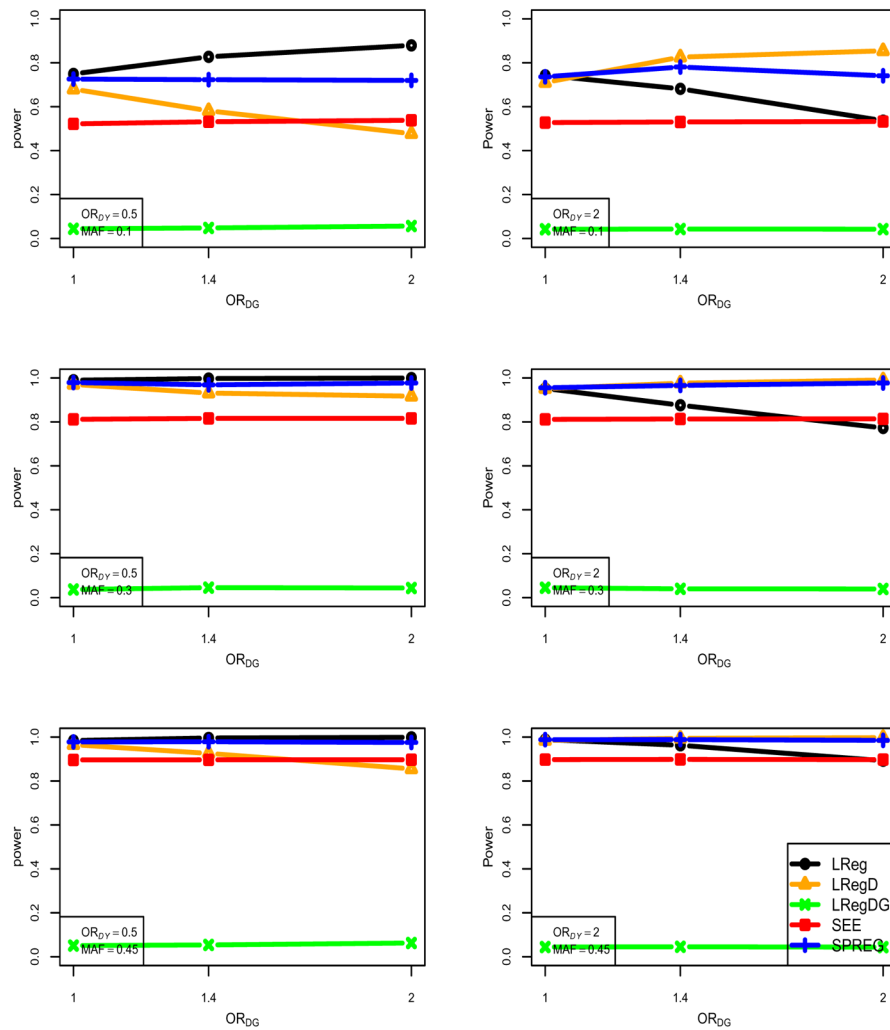 power
1.0
0.8
0.6
0.4
0.2
0.0
OR_DY = 0.5
MAF = 0.1
1 1.4 2
OR_DG
Power
1.0
0.8
0.6
0.4
0.2
0.0
OR_DY = 2
MAF = 0.1
1 1.4 2
OR_DG
power
1.0
0.8
0.6
0.4
0.2
0.0
OR_DY = 0.5
MAF = 0.3
1 1.4 2
OR_DG
Power
1.0
0.8
0.6
0.4
0.2
0.0
OR_DY = 2
MAF = 0.3
1 1.4 2
OR_DG
power
1.0
0.8
0.6
0.4
0.2
0.0
OR_DY = 0.5
MAF = 0.45
1 1.4 2
OR_DG
Power
1.0
0.8
0.6
0.4
0.2
0.0
OR_DY = 2
MAF = 0.45
LReg
LRegD
LRegDG
SEE
SPREG
1 1.4 2
OR_DG